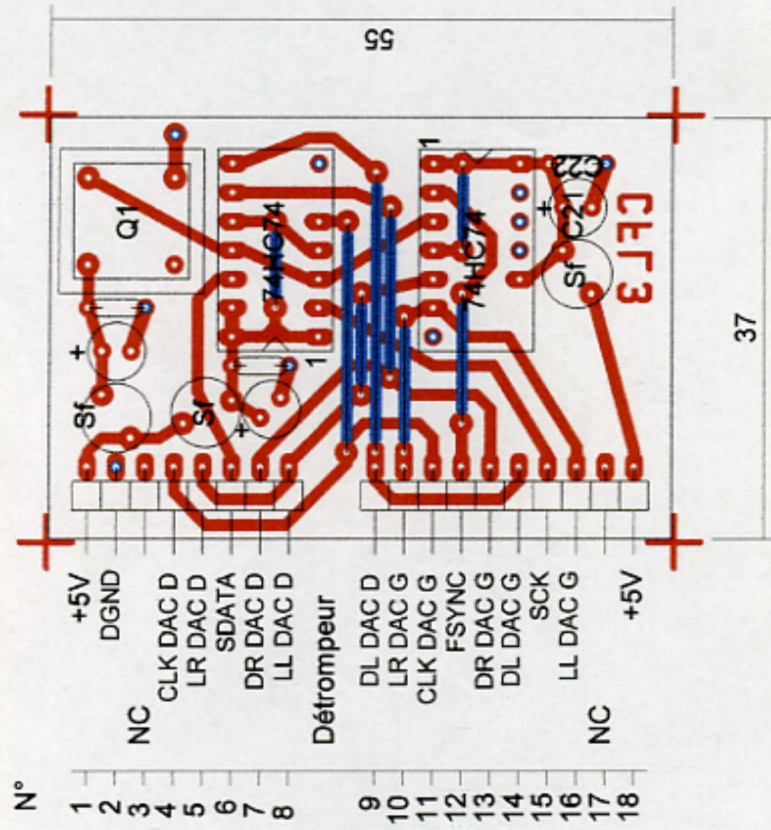 55
37
Q1
74HC74
1
Sf
+
Sf
+
74HC74
1
C22
+
C21
Sf
CFL3
N°
1 +5V
2 DGND
3 NC
4 CLK DAC D
5 LR DAC D
6 SDATA
7 DR DAC D
8 LL DAC D
Détrompeur
9 DL DAC D
10 LR DAC G
11 CLK DAC G
12 FSYNC
13 DR DAC G
14 DL DAC G
15 SCK
16 LL DAC G
17 NC
18 +5V